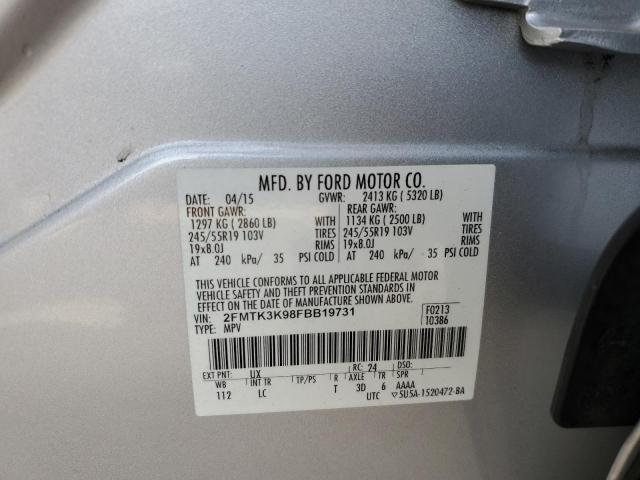 MFD. BY FORD MOTOR CO.
DATE: 04/15 GVWR: 2413 KG ( 5320 LB)
FRONT GAWR: REAR GAWR:
1297 KG ( 2860 LB) WITH 1134 KG ( 2500 LB) WITH
245/55R19 103V TIRES 245/55R19 103V TIRES
19x8.0J RIMS 19x8.0J RIMS
AT 240 kPa/ 35 PSI COLD AT 240 kPa/ 35 PSI COLD
THIS VEHICLE CONFORMS TO ALL APPLICABLE FEDERAL MOTOR
VEHICLE SAFETY AND THEFT PREVENTION STANDARDS IN
EFFECT ON THE DATE OF MANUFACTURE SHOWN ABOVE.
VIN: 2FMTK3K98FBB19731 F0213
TYPE: MPV 10386
UX RC: 24 DSO:
WB INT TR TP/PS R AXLE TR SPR
112 LC T 3D 6 AAAA
UTC ▽5U5A-1520472-BA